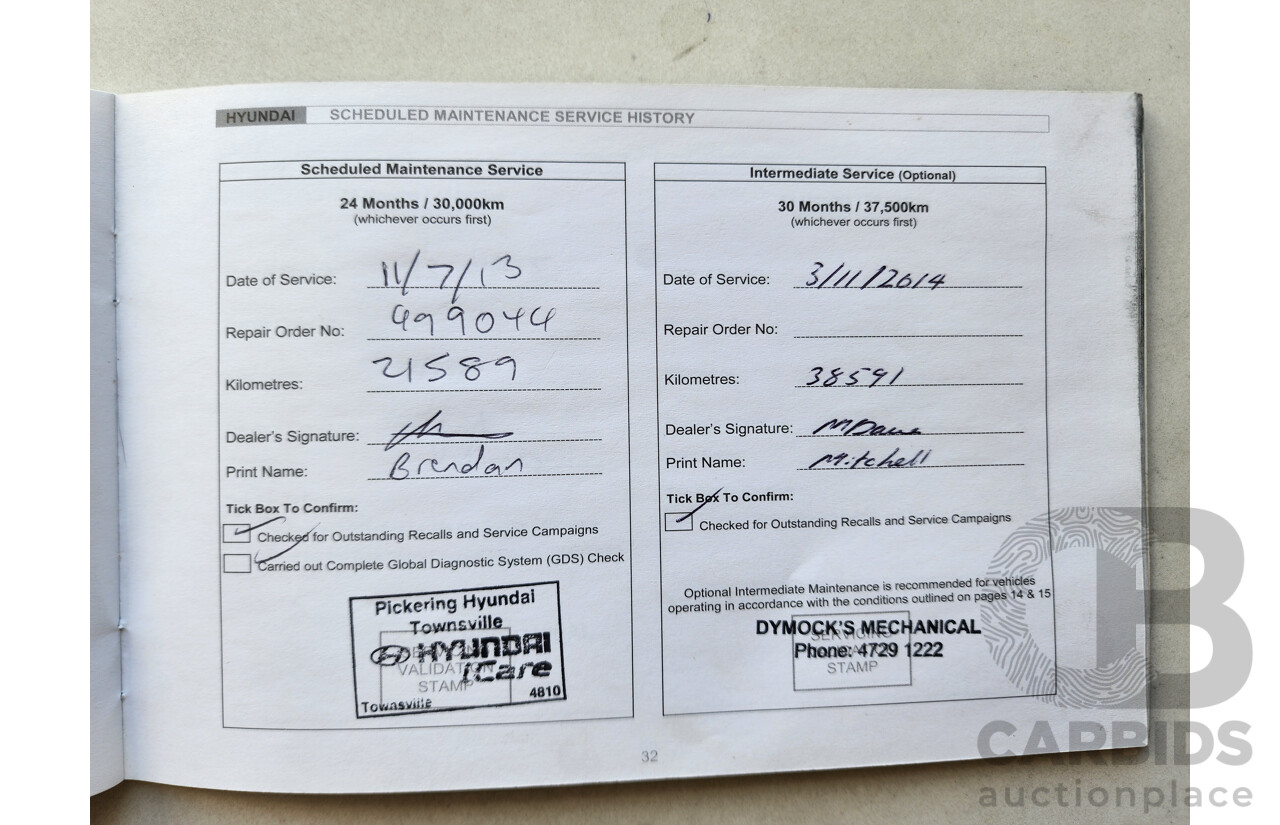 HYUNDAI SCHEDULED MAINTENANCE SERVICE HISTORY
Scheduled Maintenance Service
24 Months / 30,000km
(whichever occurs first)
Date of Service: 11/7/13
Repair Order No: 499044
Kilometres: 21589
Dealer's Signature:
Print Name: Brendan
Tick Box To Confirm:
Checked for Outstanding Recalls and Service Campaigns
Carried out Complete Global Diagnostic System (GDS) Check
Pickering Hyundai
Townsville
HYUNDAI
iCare
VALIDATION
STAMP
Townsville 4810
Intermediate Service (Optional)
30 Months / 37,500km
(whichever occurs first)
Date of Service: 3/11/2014
Repair Order No:
Kilometres: 38591
Dealer's Signature:
Print Name: Mitchell
Tick Box To Confirm:
Checked for Outstanding Recalls and Service Campaigns
Optional Intermediate Maintenance is recommended for vehicles
operating in accordance with the conditions outlined on pages 14 & 15
DYMOCK'S MECHANICAL
SERVICING
Phone: 4729 1222
STAMP
32
CARBIDS
auctionplace